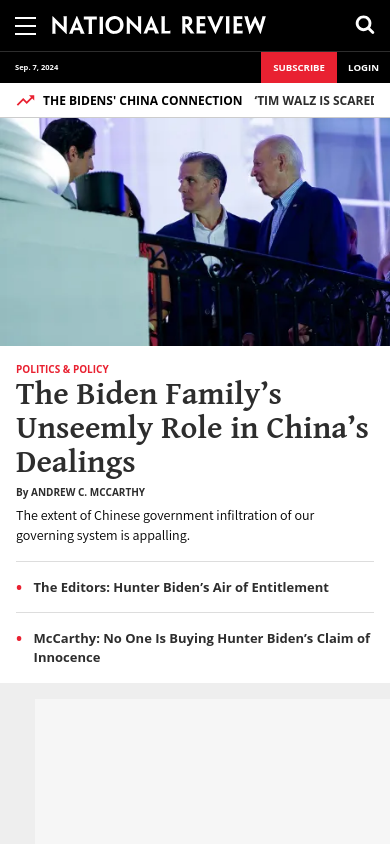 NATIONAL REVIEW
Sep. 7, 2024
SUBSCRIBE
LOGIN
THE BIDENS' CHINA CONNECTION
'TIM WALZ IS SCARED
POLITICS & POLICY
The Biden Family’s
Unseemly Role in China’s
Dealings
By ANDREW C. MCCARTHY
The extent of Chinese government infiltration of our
governing system is appalling.
The Editors: Hunter Biden’s Air of Entitlement
McCarthy: No One Is Buying Hunter Biden’s Claim of
Innocence